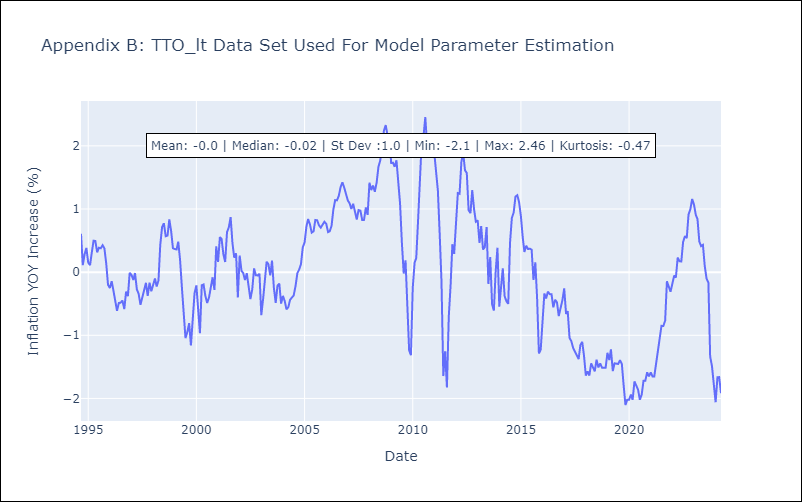 Appendix B: TTO_lt Data Set Used For Model Parameter Estimation
Mean: -0.0 | Median: -0.02 | St Dev :1.0 | Min: -2.1 | Max: 2.46 | Kurtosis: -0.47
Inflation YOY Increase (%)
2
1
0
−1
−2
1995 2000 2005 2010 2015 2020
Date